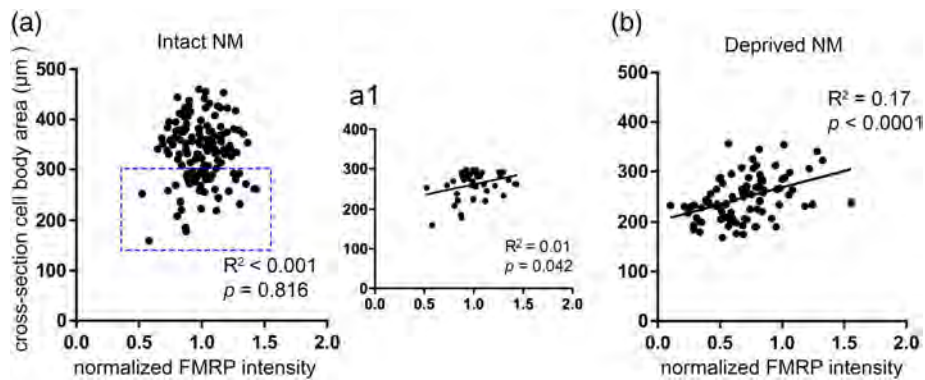 (a)
Intact NM
cross-section cell body area (μm )
500
400
300
200
100
0
R² < 0.001
p = 0.816
0.0 0.5 1.0 1.5 2.0
normalized FMRP intensity
a1
400
300
200
100
0
R² = 0.01
p = 0.042
0.0 0.5 1.0 1.5 2.0
(b)
Deprived NM
500
400
300
200
100
0
R² = 0.17
p < 0.0001
0.0 0.5 1.0 1.5 2.0
normalized FMRP intensity